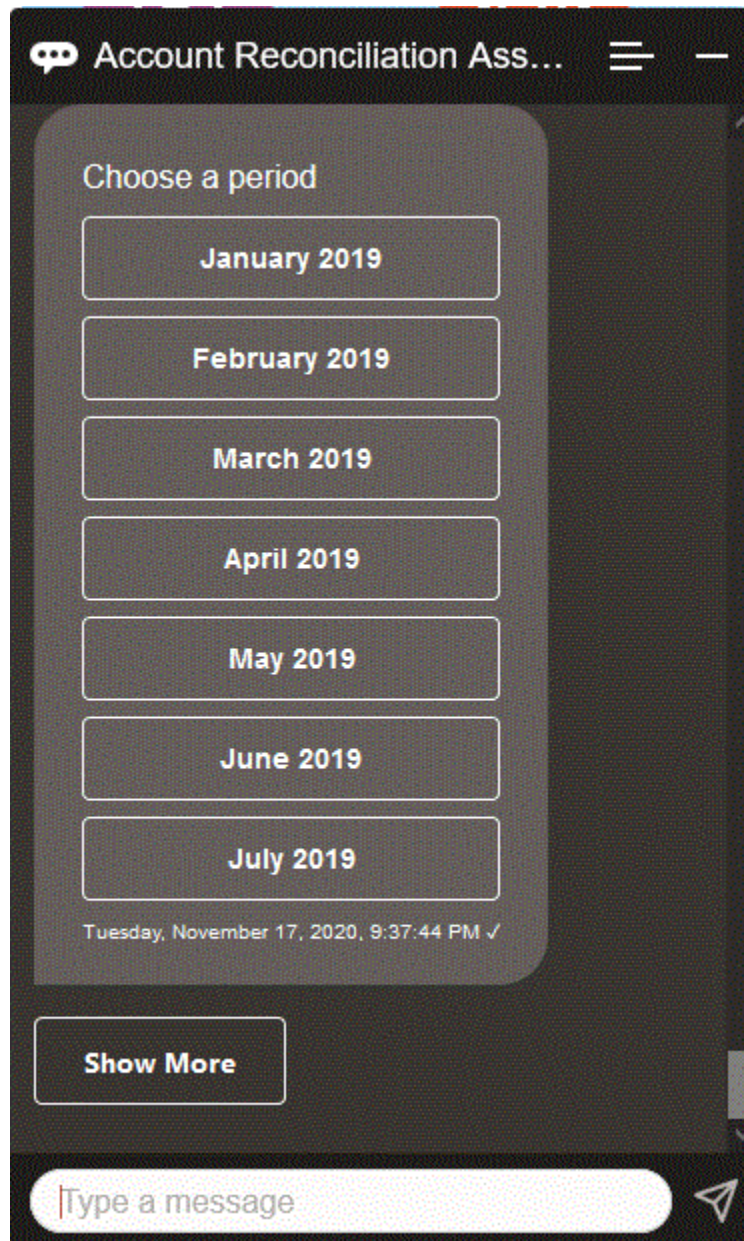 Account Reconciliation Ass...
Choose a period
January 2019
February 2019
March 2019
April 2019
May 2019
June 2019
July 2019
Tuesday, November 17, 2020, 9:37:44 PM ✓
Show More
Type a message